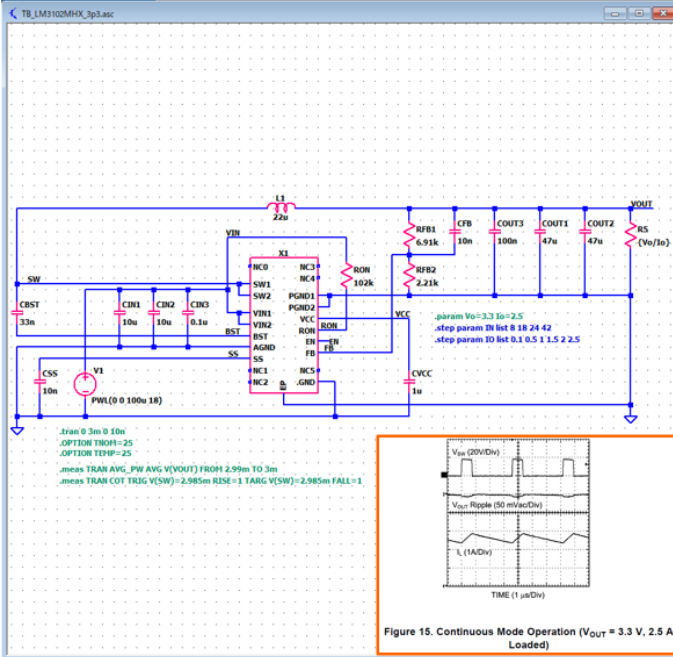 TB_LM3102MHX_3p3.asc
L1
22u
VOUT
VIN
RFB1
6.91k
CFB
10n
COUT3
100n
COUT1
47u
COUT2
47u
R5
{Vo/Io}
X1
NC0
NC3
NC4
RON
102k
RFB2
2.21k
SW
SW1
SW2
PGND1
PGND2
CBST
33n
CIN1
10u
CIN2
10u
CIN3
0.1u
VIN1
VIN2
VCC
VCC
RON
RON
BST
BST
EN
EN
AGND
FB
FB
SS
SS
NC1
NC2
NC5
.GND
EP
CSS
10n
V1
PWL(0 0 100u 18)
CVCC
1u
.param Vo=3.3 Io=2.5
.step param IN list 8 18 24 42
.step param IO list 0.1 0.5 1 1.5 2 2.5
.tran 0 3m 0 10n
.OPTION TNOM=25
.OPTION TEMP=25
.meas TRAN AVG_PW AVG V(VOUT) FROM 2.99m TO 3m
.meas TRAN COT TRIG V(SW)=2.985m RISE=1 TARG V(SW)=2.985m FALL=1
VSW (20V/Div)
VOUT Ripple (50 mVac/Div)
IL (1A/Div)
TIME (1 µs/Div)
Figure 15. Continuous Mode Operation (VOUT = 3.3 V, 2.5 A
Loaded)